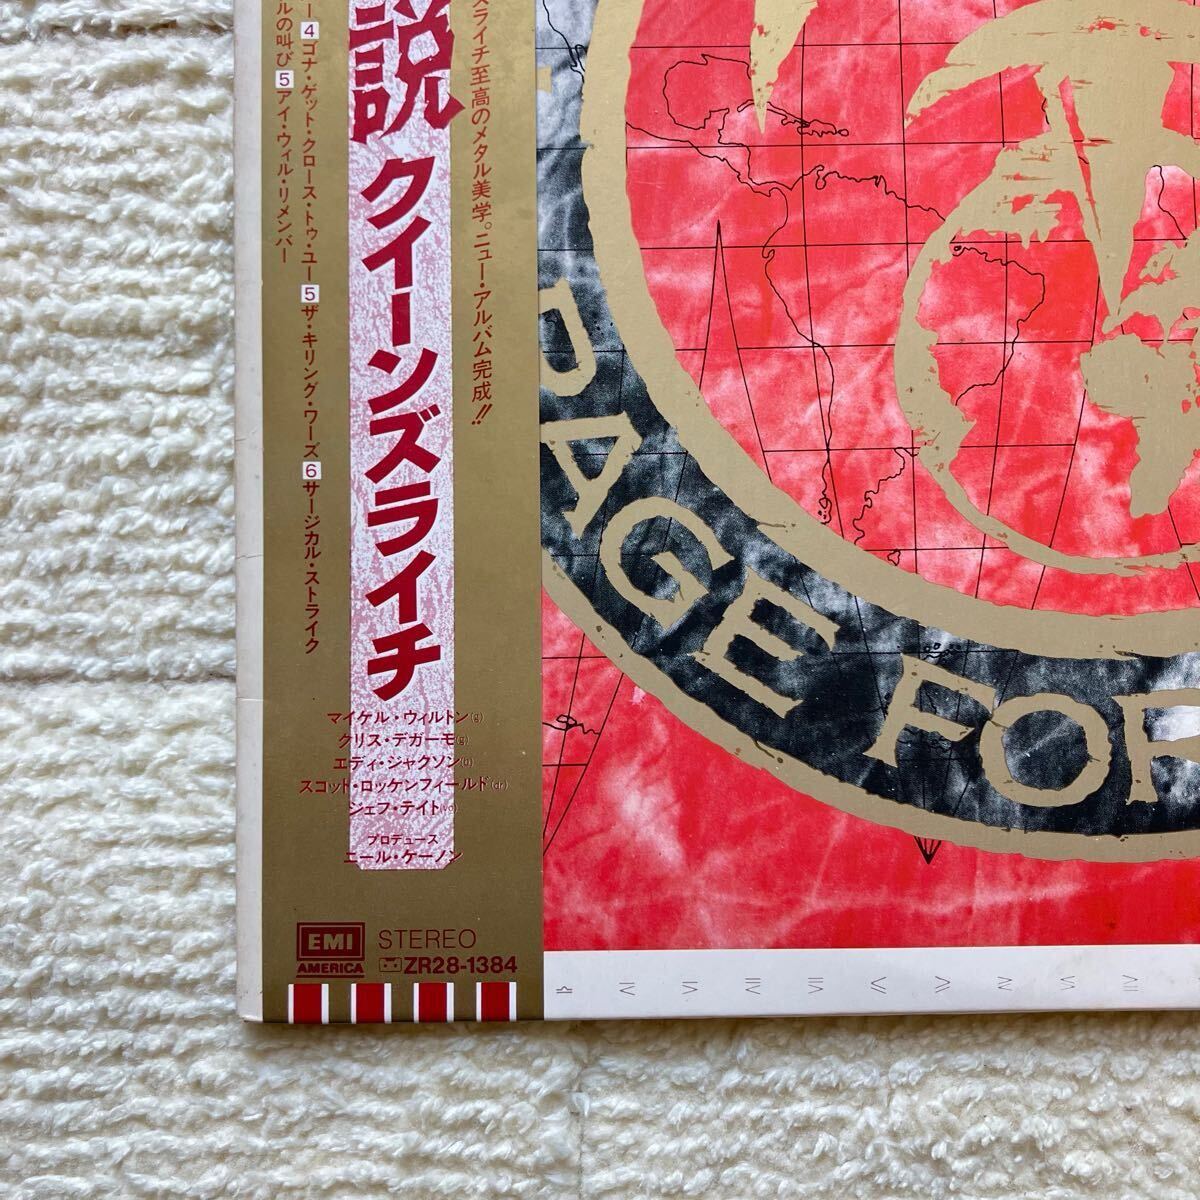 スライチ至高のメタル美学。ニュー・アルバム完成!!
説
クイーンズライチ
4 ゴナ・ゲット・クロース・トゥ・ユー 5 ザ・キリング・ワーズ 6 サージカル・ストライク
ルの叫び 5 アイ・ウィル・リメンバー
マイケル・ウィルトン(g)
クリス・デガーモ(g)
エディ・ジャクソン(b)
スコット・ロッケンフィールド(dr)
ジェフ・テイト(vo)
プロデュース
ニール・ケーノン
EMI
AMERICA
STEREO
ZR28-1384
PAGE FOR